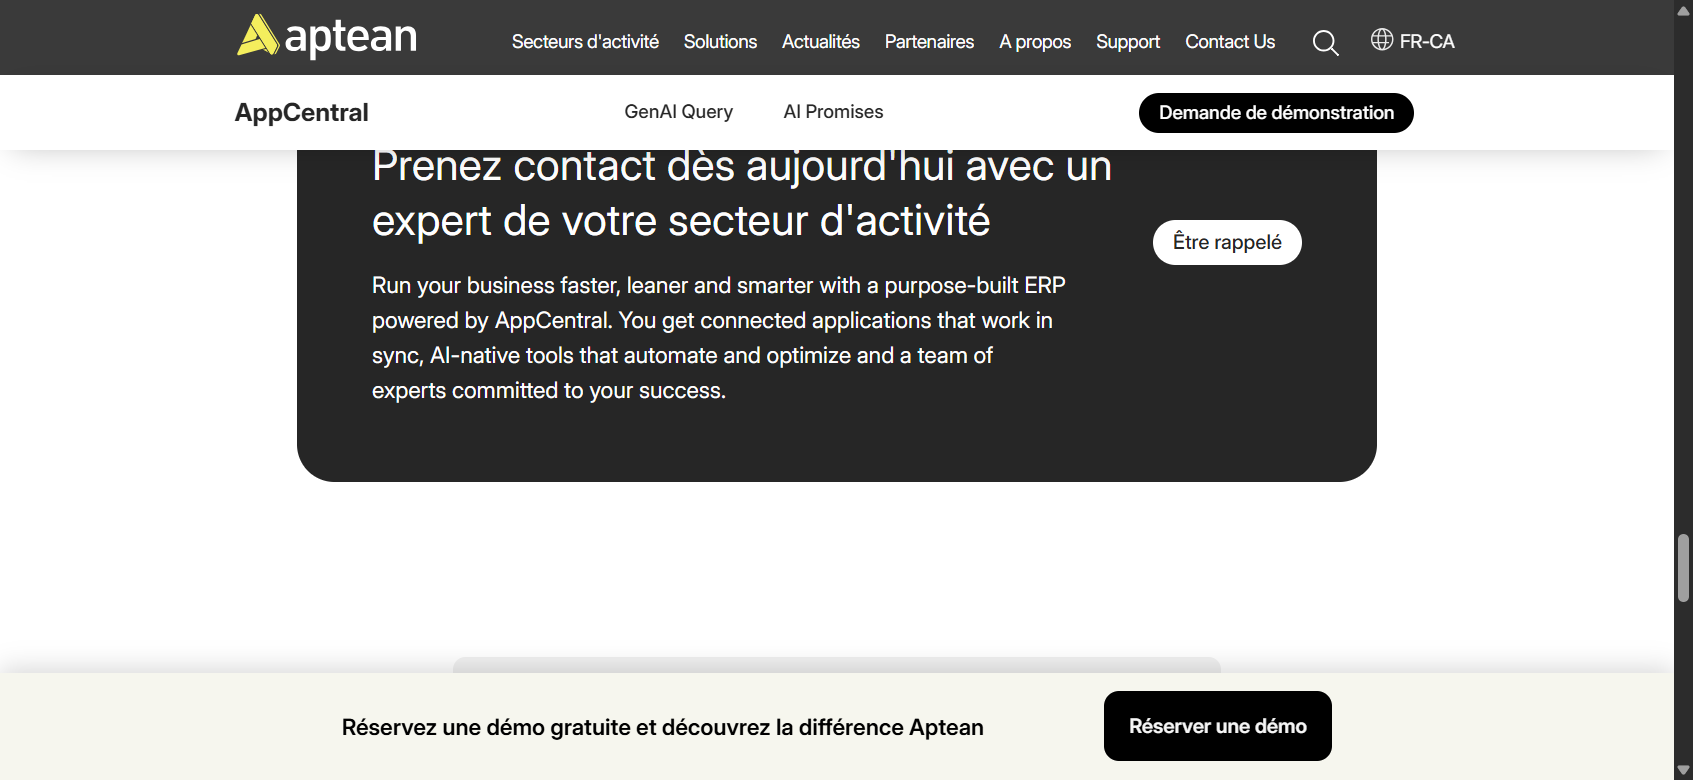 aptean
Secteurs d'activité Solutions Actualités Partenaires A propos Support Contact Us FR-CA
AppCentral GenAI Query AI Promises Demande de démonstration
Prenez contact dès aujourd'hui avec un
expert de votre secteur d'activité
Être rappelé
Run your business faster, leaner and smarter with a purpose-built ERP
powered by AppCentral. You get connected applications that work in
sync, AI-native tools that automate and optimize and a team of
experts committed to your success.
Réservez une démo gratuite et découvrez la différence Aptean
Réserver une démo